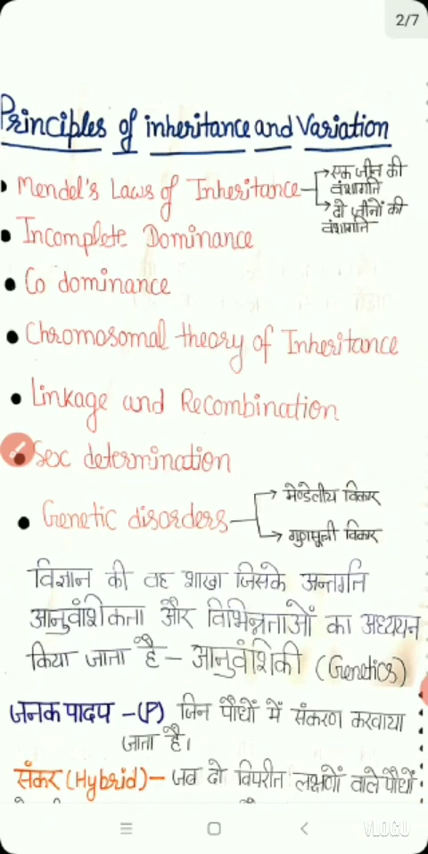 2/7
Principles of inheritance and Variation
Mendel's Laws of Inheritance → एक जीन की वंशागति
→ दो जीनों की वंशागति
Incomplete Dominance
Co dominance
Chromosomal theory of Inheritance
Linkage and Recombination
Sex determination
Genetic disorders → मेण्डेलीय विकार
→ गुणसूत्री विकार
विज्ञान की वह शाखा जिसके अन्तर्गत
आनुवंशिकता और विभिन्नताओं का अध्ययन
किया जाता है – आनुवंशिकी (Genetics)
जनक पादप – (P) जिन पौधों में संकरण करवाया
जाता है।
संकर (Hybrid) – जब दो विपरीत लक्षणों वाले पौधों
VLOGU